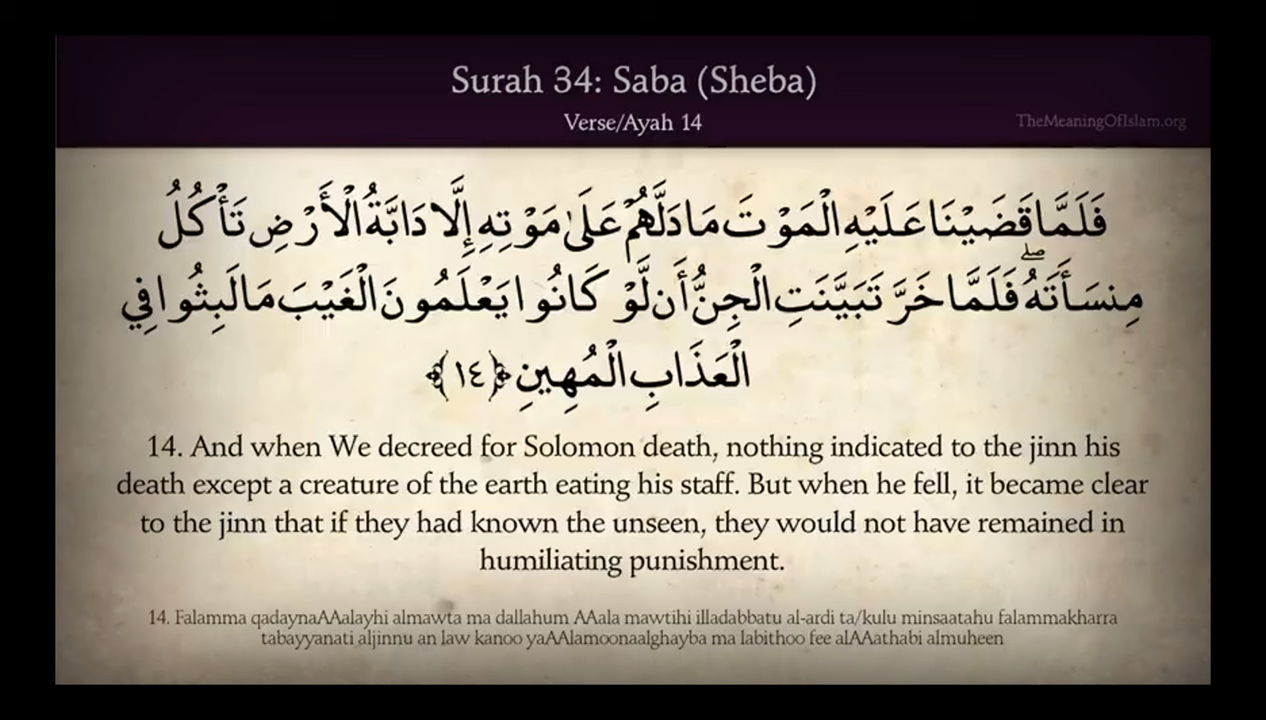 Surah 34: Saba (Sheba)
Verse/Ayah 14
TheMeaningOfIslam.org
فَلَمَّا قَضَيْنَا عَلَيْهِ الْمَوْتَ مَا دَلَّهُمْ عَلَىٰ مَوْتِهِ إِلَّا دَابَّةُ الْأَرْضِ تَأْكُلُ
مِنسَأَتَهُ ۖ فَلَمَّا خَرَّ تَبَيَّنَتِ الْجِنُّ أَن لَّوْ كَانُوا يَعْلَمُونَ الْغَيْبَ مَا لَبِثُوا فِي
الْعَذَابِ الْمُهِينِ ﴿١٤﴾
14. And when We decreed for Solomon death, nothing indicated to the jinn his
death except a creature of the earth eating his staff. But when he fell, it became clear
to the jinn that if they had known the unseen, they would not have remained in
humiliating punishment.
14. Falamma qadaynaAAalayhi almawta ma dallahum AAala mawtihi illadabbatu al-ardi ta/kulu minsaatahu falammakharra
tabayyanati aljinnu an law kanoo yaAAlamoonaalghayba ma labithoo fee alAAathabi almuheen